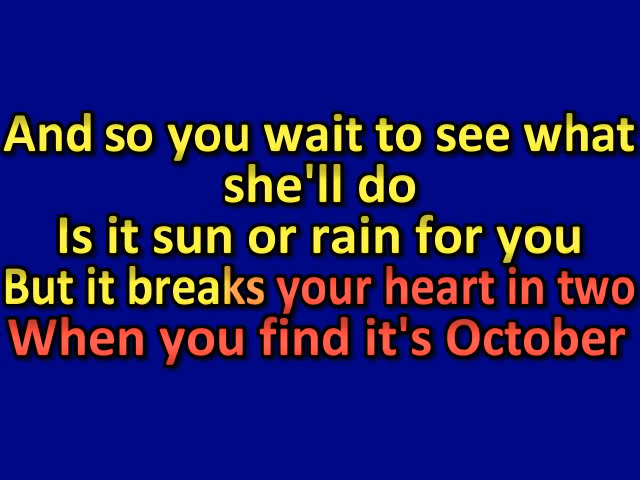 And so you wait to see what
she'll do
Is it sun or rain for you
But it breaks your heart in two
When you find it's October